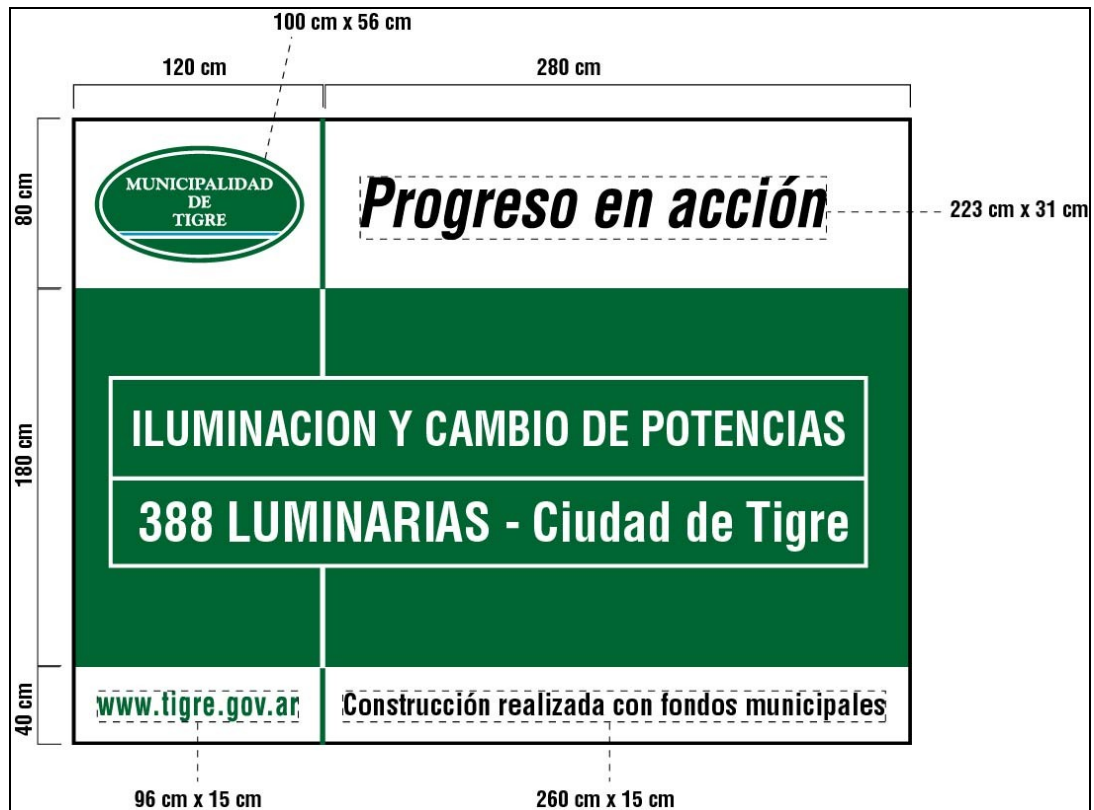 100 cm x 56 cm
120 cm
280 cm
80 cm
MUNICIPALIDAD
DE
TIGRE
Progreso en acción
223 cm x 31 cm
180 cm
ILUMINACION Y CAMBIO DE POTENCIAS
388 LUMINARIAS - Ciudad de Tigre
40 cm
www.tigre.gov.ar
Construcción realizada con fondos municipales
96 cm x 15 cm
260 cm x 15 cm